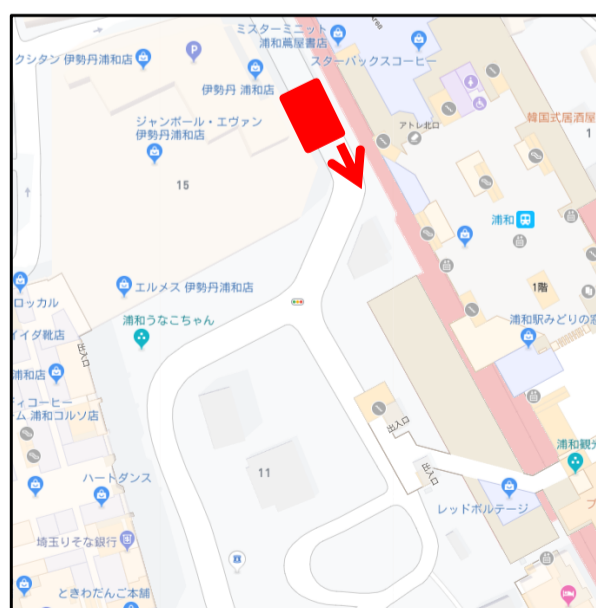 ミスターミニット
浦和蔦屋書店
クシタン 伊勢丹浦和店
P
スターバックスコーヒー
伊勢丹 浦和店
ジャンポール・エヴァン
伊勢丹浦和店
アトレ北口
韓国式居酒屋
1
15
浦和
エルメス 伊勢丹浦和店
1階
ロッカル
浦和うなこちゃん
浦和駅みどりの窓
イイダ靴店
出入口
浦和店
ィコーヒー
ム 浦和コルソ店
出入口
浦和観光
出入口
11
ハートダンス
レッドボルテージ
埼玉りそな銀行
ときわだんご本舗